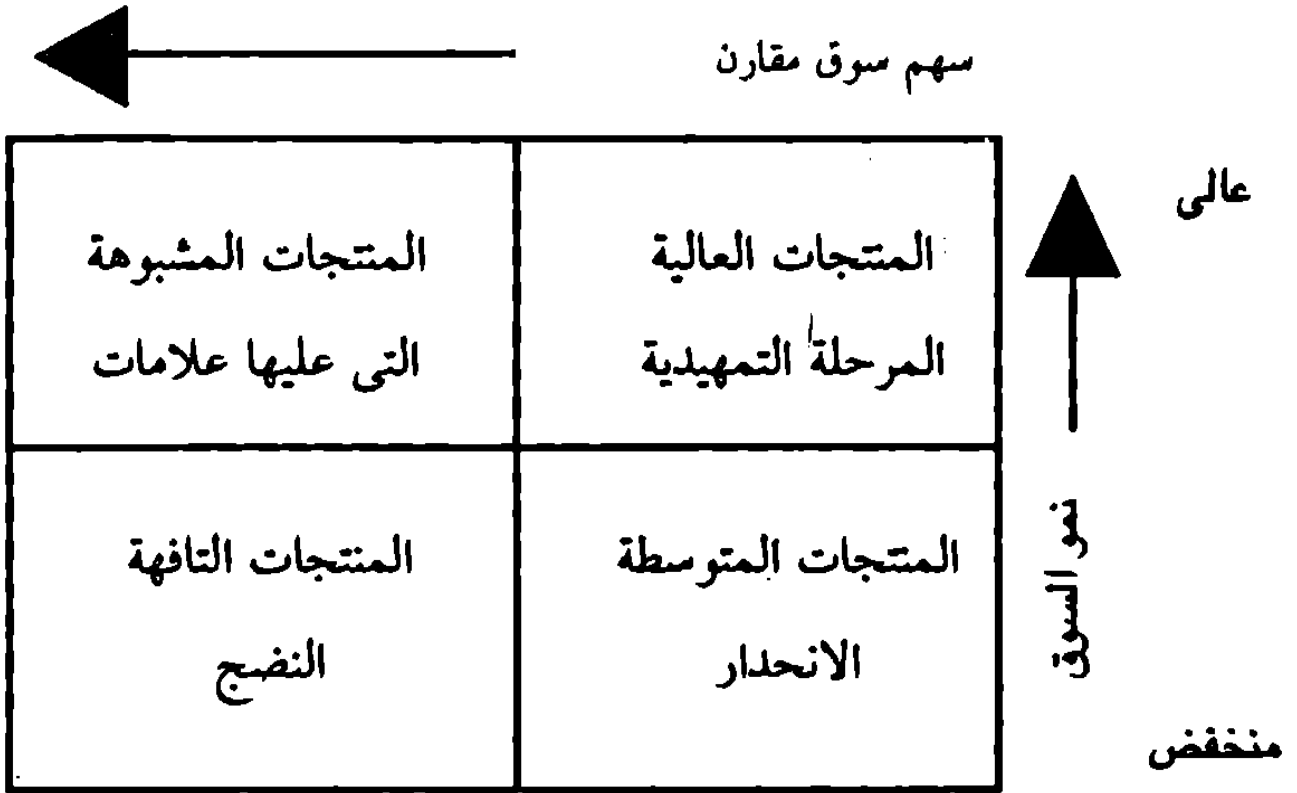 سهم سوق مقارن
عالى
المنتجات العالية
المرحلة التمهيدية
المنتجات المشبوهة
التى عليها علامات
نمو السوق
المنتجات المتوسطة
الانحدار
المنتجات التافهة
النضج
منخفض